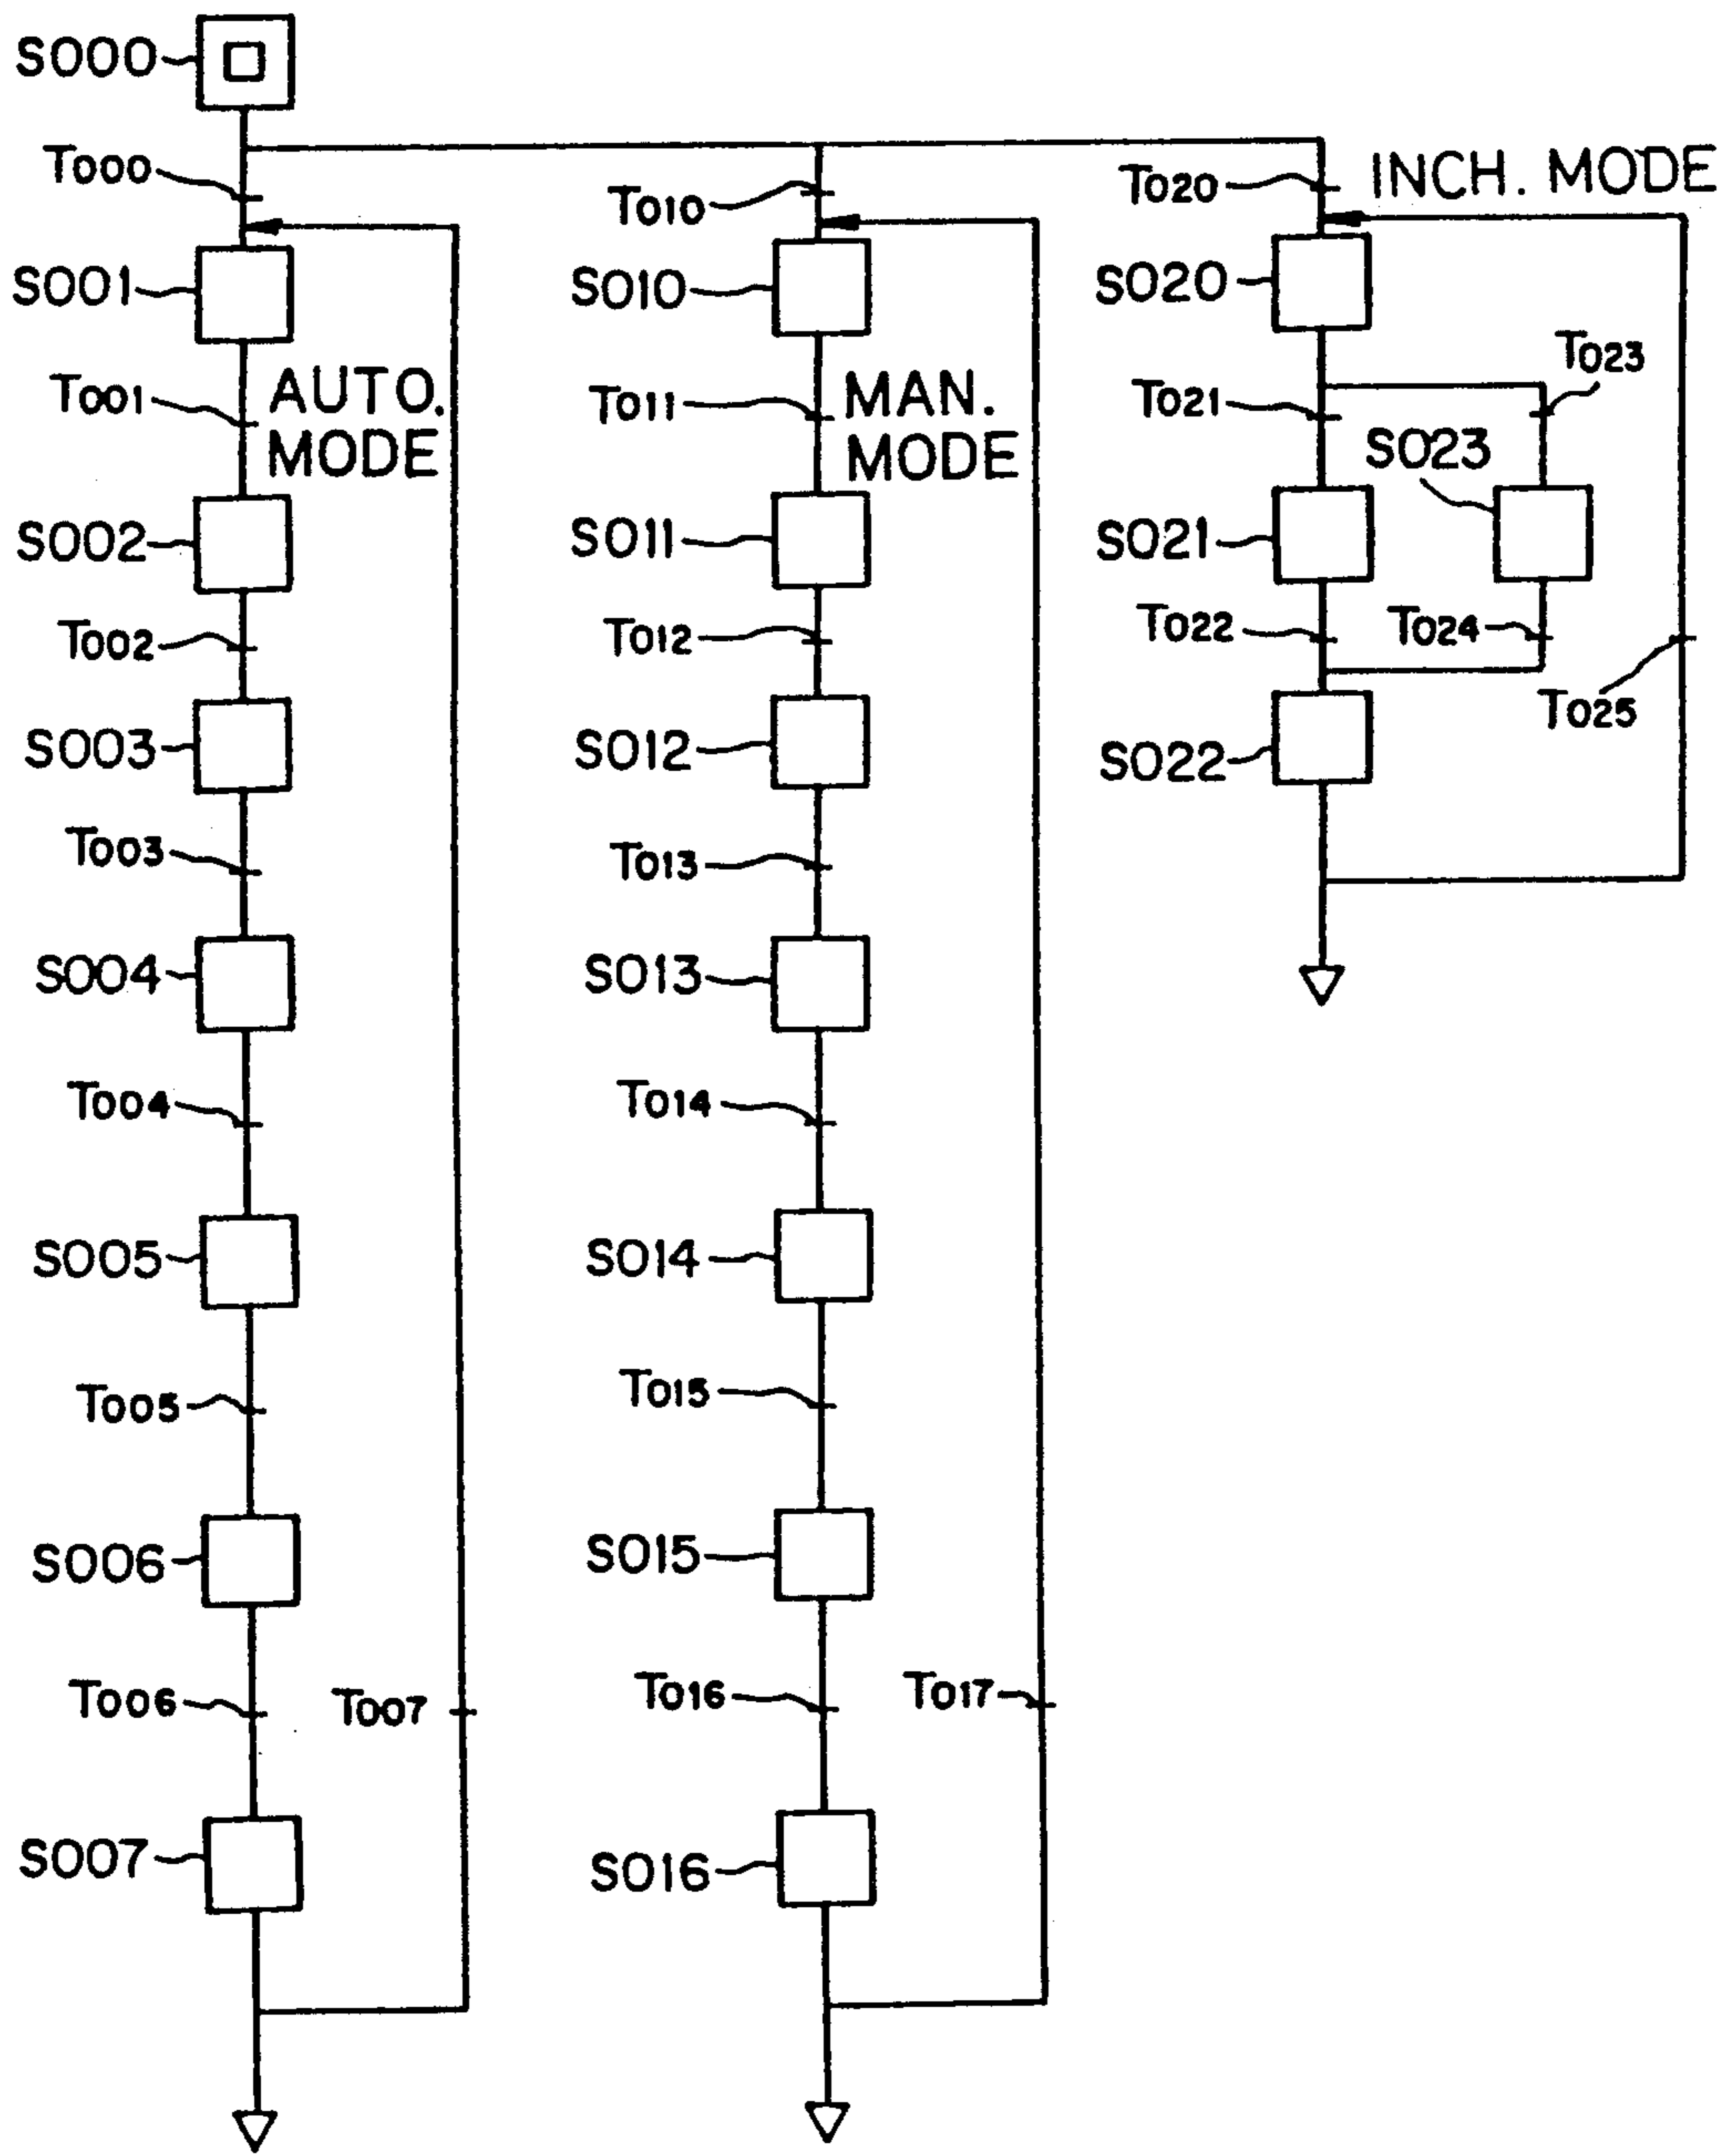 S000
T000
T010
T020
INCH. MODE
S001
S010
S020
T001
AUTO.
MODE
T011
MAN.
MODE
T021
T023
S023
S002
S011
S021
T002
T012
T022
T024
T025
S003
S012
S022
T003
T013
S004
S013
T004
T014
S005
S014
T005
T015
S006
S015
T006
T007
T016
T017
S007
S016